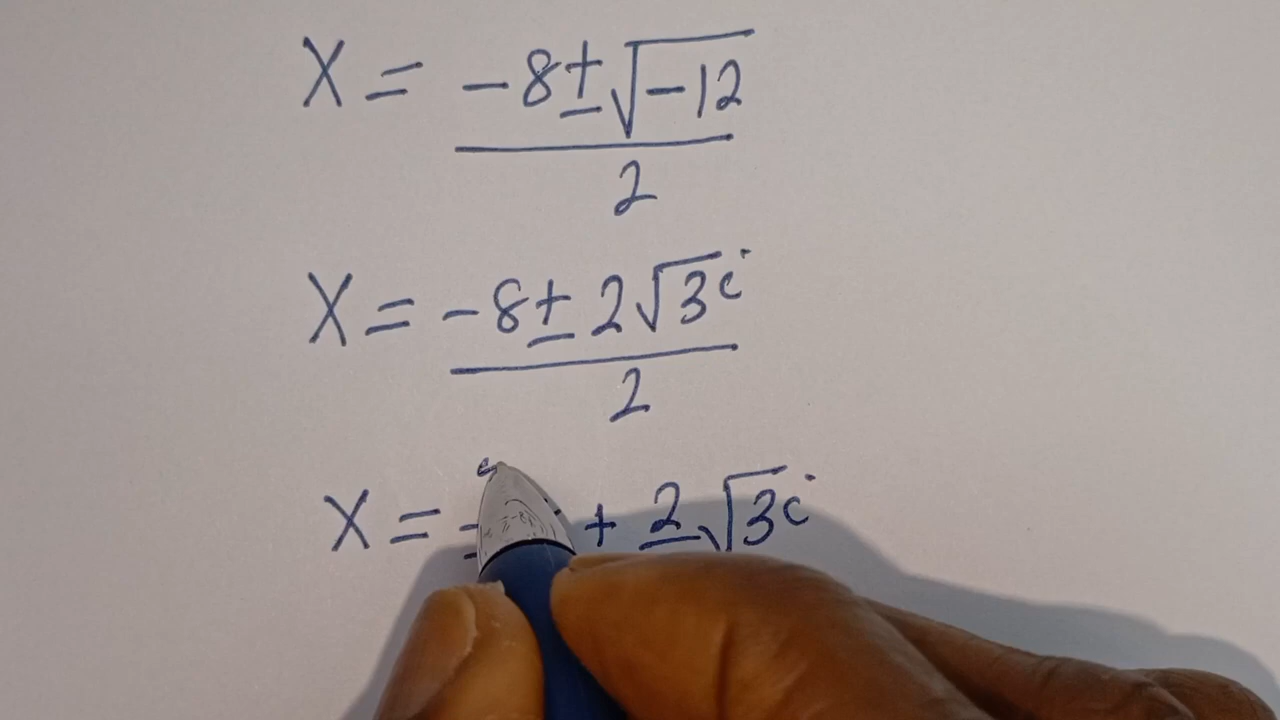 X = -8 ± √-12
2
X = -8 ± 2√3i
2
X = - + 2√3i